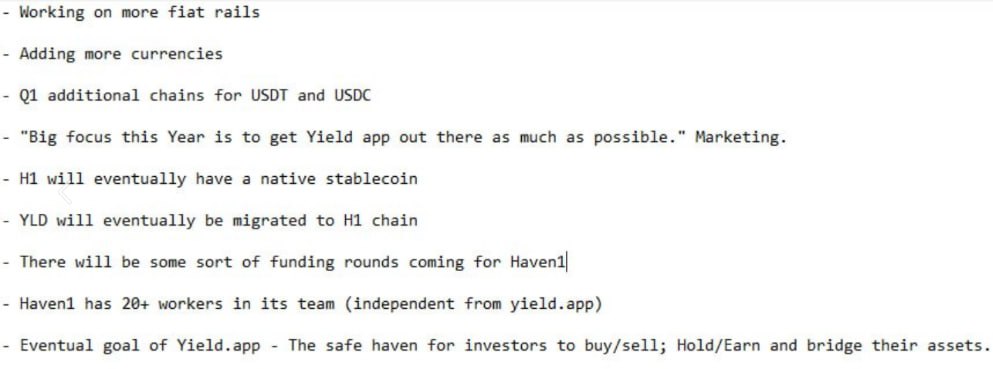 - Working on more fiat rails
- Adding more currencies
- Q1 additional chains for USDT and USDC
- "Big focus this Year is to get Yield app out there as much as possible." Marketing.
- H1 will eventually have a native stablecoin
- YLD will eventually be migrated to H1 chain
- There will be some sort of funding rounds coming for Haven1
- Haven1 has 20+ workers in its team (independent from yield.app)
- Eventual goal of Yield.app - The safe haven for investors to buy/sell; Hold/Earn and bridge their assets.